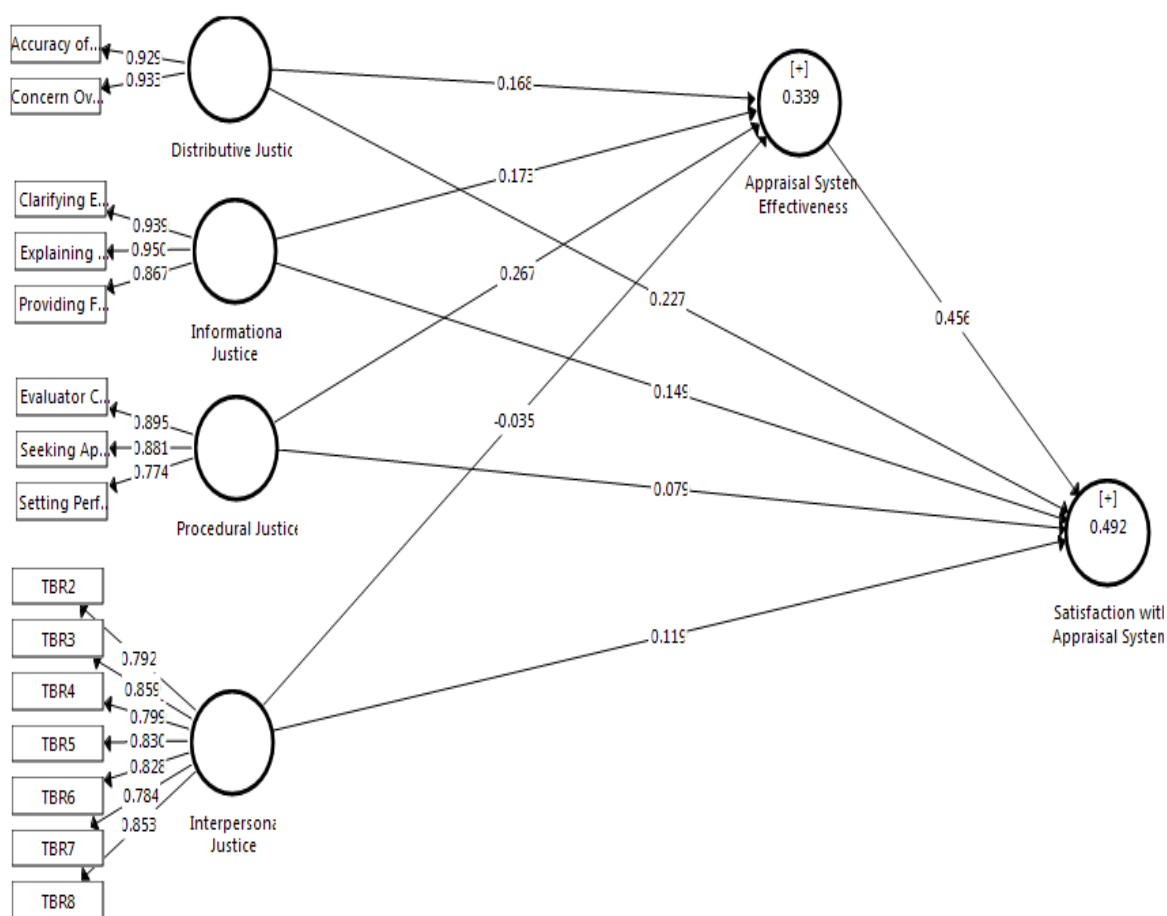 Accuracy of...
0.929
0.933
Concern Ov...
Distributive Justic
0.168
[+]
0.339
Appraisal System
Effectiveness
Clarifying E...
0.939
Explaining ...
0.950
Providing F...
0.867
Informationa
Justice
0.173
0.267
0.227
0.456
0.149
-0.035
Evaluator C...
0.895
Seeking Ap...
0.881
0.774
Setting Perf...
Procedural Justice
0.079
[+]
0.492
Satisfaction with
Appraisal System
TBR2
TBR3
0.792
0.859
TBR4
0.799
TBR5
0.830
0.828
TBR6
0.784
0.853
TBR7
TBR8
Interpersona
Justice
0.119